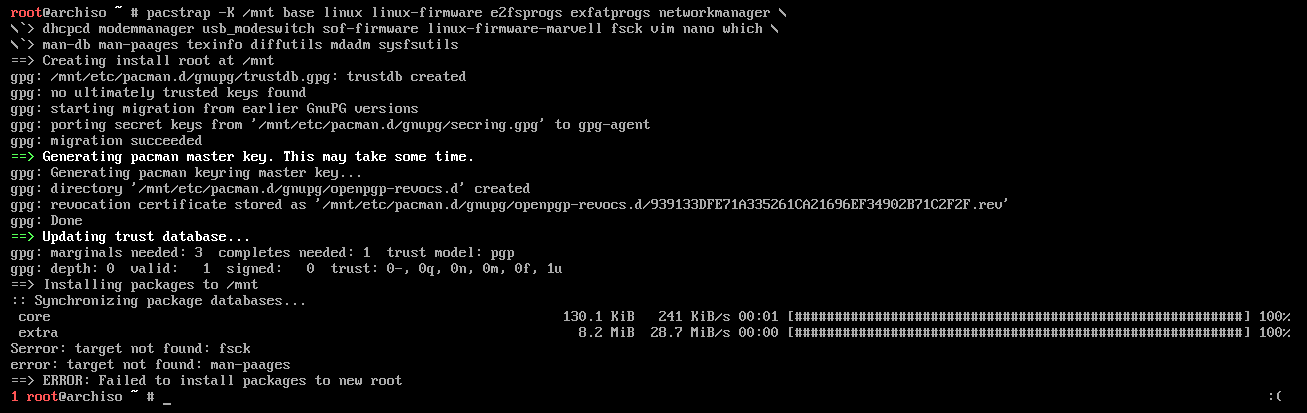 root@archiso ~ # pacstrap -K /mnt base linux linux-firmware e2fsprogs exfatprogs networkmanager \
\`> dhcpcd modemmanager usb_modeswitch sof-firmware linux-firmware-marvell fsck vim nano which \
\`> man-db man-paages texinfo diffutils mdadm sysfsutils
==> Creating install root at /mnt
gpg: /mnt/etc/pacman.d/gnupg/trustdb.gpg: trustdb created
gpg: no ultimately trusted keys found
gpg: starting migration from earlier GnuPG versions
gpg: porting secret keys from '/mnt/etc/pacman.d/gnupg/secring.gpg' to gpg-agent
gpg: migration succeeded
==> Generating pacman master key. This may take some time.
gpg: Generating pacman keyring master key...
gpg: directory '/mnt/etc/pacman.d/gnupg/openpgp-revocs.d' created
gpg: revocation certificate stored as '/mnt/etc/pacman.d/gnupg/openpgp-revocs.d/939133DFE71A335261CA21696EF34902B71C2F2F.rev'
gpg: Done
==> Updating trust database...
gpg: marginals needed: 3  completes needed: 1  trust model: pgp
gpg: depth: 0  valid:   1  signed:   0  trust: 0-, 0q, 0n, 0m, 0f, 1u
==> Installing packages to /mnt
:: Synchronizing package databases...
 core 130.1 KiB   241 KiB/s 00:01 [########################################################] 100%
 extra 8.2 MiB  28.7 MiB/s 00:00 [########################################################] 100%
Serror: target not found: fsck
error: target not found: man-paages
==> ERROR: Failed to install packages to new root
1 root@archiso ~ # _ :(